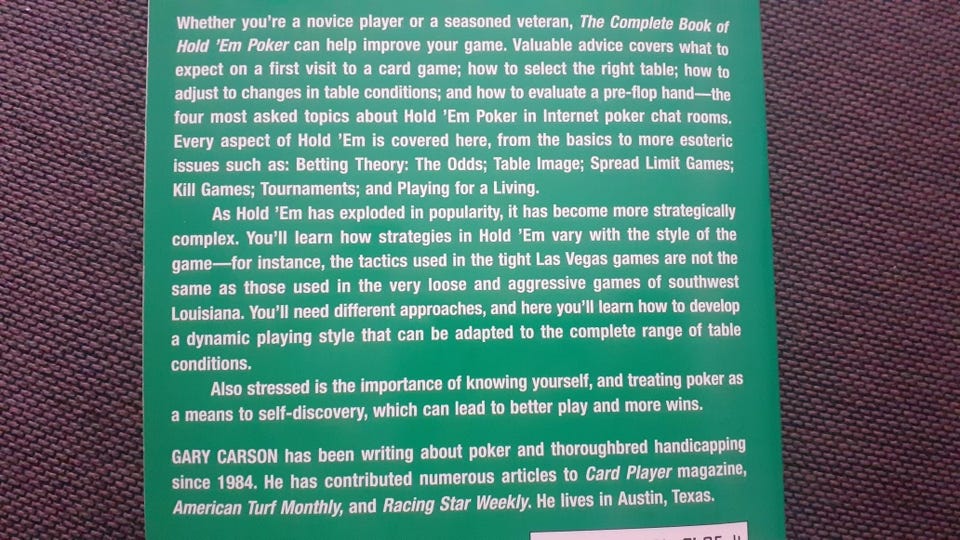 Whether you're a novice player or a seasoned veteran, The Complete Book of
Hold 'Em Poker can help improve your game. Valuable advice covers what to
expect on a first visit to a card game; how to select the right table; how to
adjust to changes in table conditions; and how to evaluate a pre-flop hand—the
four most asked topics about Hold 'Em Poker in Internet poker chat rooms.
Every aspect of Hold 'Em is covered here, from the basics to more esoteric
issues such as: Betting Theory: The Odds; Table Image; Spread Limit Games;
Kill Games; Tournaments; and Playing for a Living.
As Hold 'Em has exploded in popularity, it has become more strategically
complex. You'll learn how strategies in Hold 'Em vary with the style of the
game—for instance, the tactics used in the tight Las Vegas games are not the
same as those used in the very loose and aggressive games of southwest
Louisiana. You'll need different approaches, and here you'll learn how to develop
a dynamic playing style that can be adapted to the complete range of table
conditions.
Also stressed is the importance of knowing yourself, and treating poker as
a means to self-discovery, which can lead to better play and more wins.
GARY CARSON has been writing about poker and thoroughbred handicapping
since 1984. He has contributed numerous articles to Card Player magazine,
American Turf Monthly, and Racing Star Weekly. He lives in Austin, Texas.